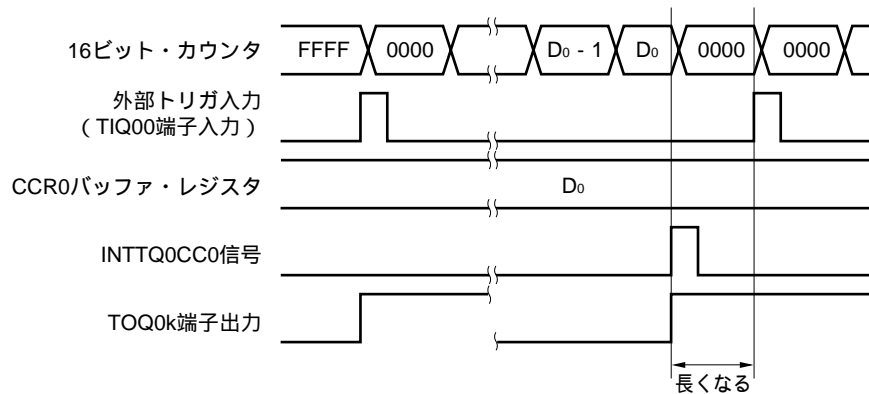 16ビット・カウンタ FFFF 0000 D0 - 1 D0 0000 0000
外部トリガ入力
（TIQ00端子入力）
CCR0バッファ・レジスタ D0
INTTQ0CC0信号
TOQ0k端子出力
長くなる